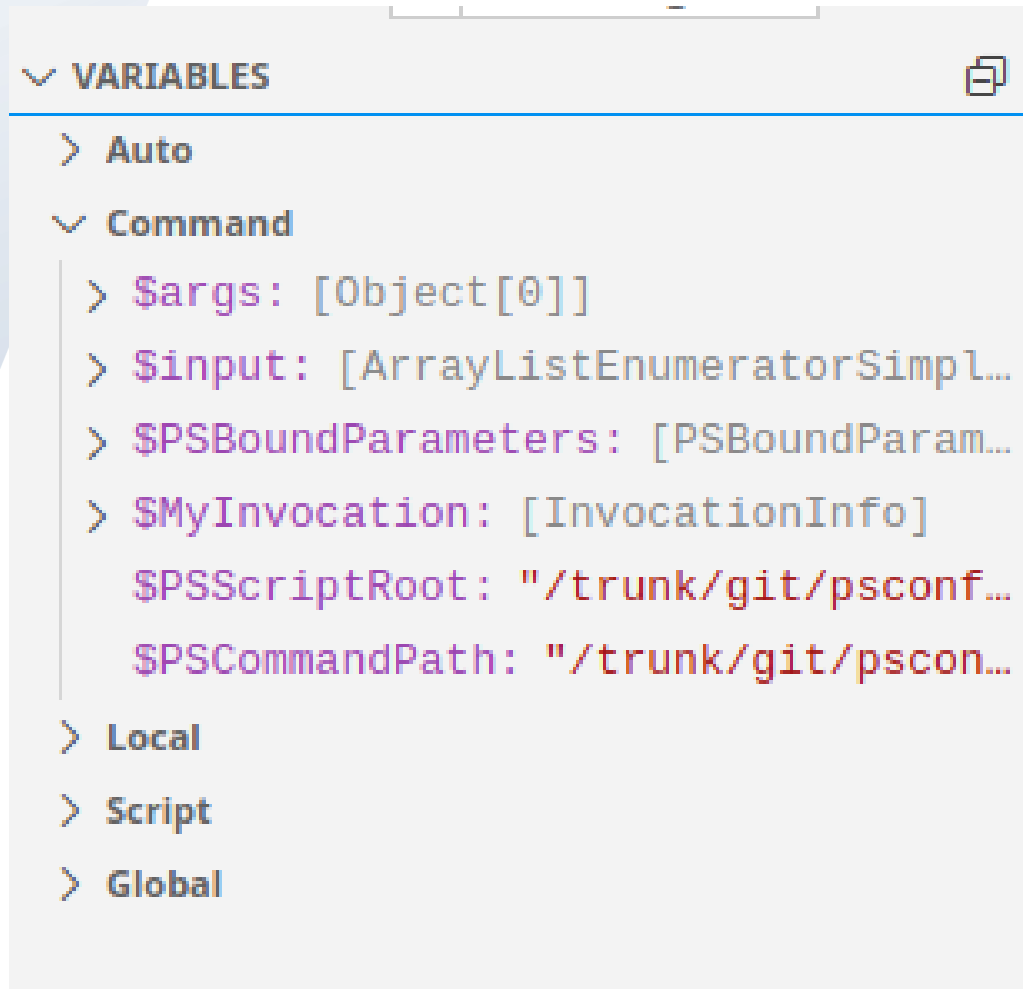 VARIABLES
Auto
Command
$args: [Object[0]]
$input: [ArrayListEnumeratorSimpl…
$PSBoundParameters: [PSBoundParam…
$MyInvocation: [InvocationInfo]
$PSScriptRoot: "/trunk/git/psconf…
$PSCommandPath: "/trunk/git/pscon…
Local
Script
Global